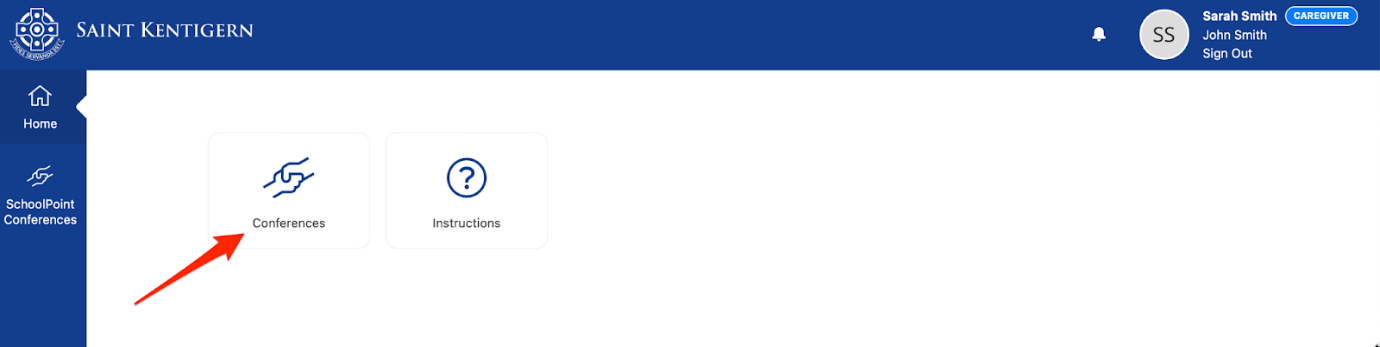 SAINT KENTIGERN
Sarah Smith CAREGIVER
SS
John Smith
Sign Out
Home
SchoolPoint
Conferences
Conferences
Instructions